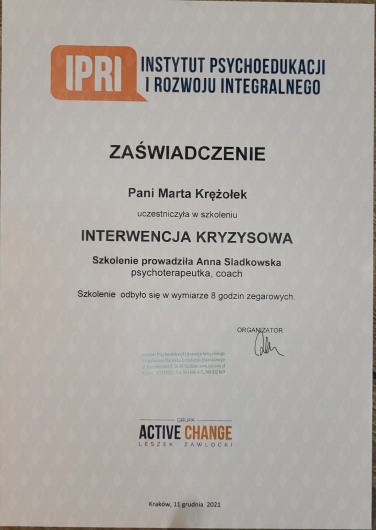 IPRI
INSTYTUT PSYCHOEDUKACJI
I ROZWOJU INTEGRALNEGO
ZAŚWIADCZENIE
Pani Marta Krężołek
uczestniczyła w szkoleniu
INTERWENCJA KRYZYSOWA
Szkolenie prowadziła Anna Sladkowska
psychoterapeutka, coach
Szkolenie odbyło się w wymiarze 8 godzin zegarowych.
ORGANIZATOR
GRUPA
ACTIVE CHANGE
LESZEK ZAWLOCKI
Kraków, 11 grudnia 2021